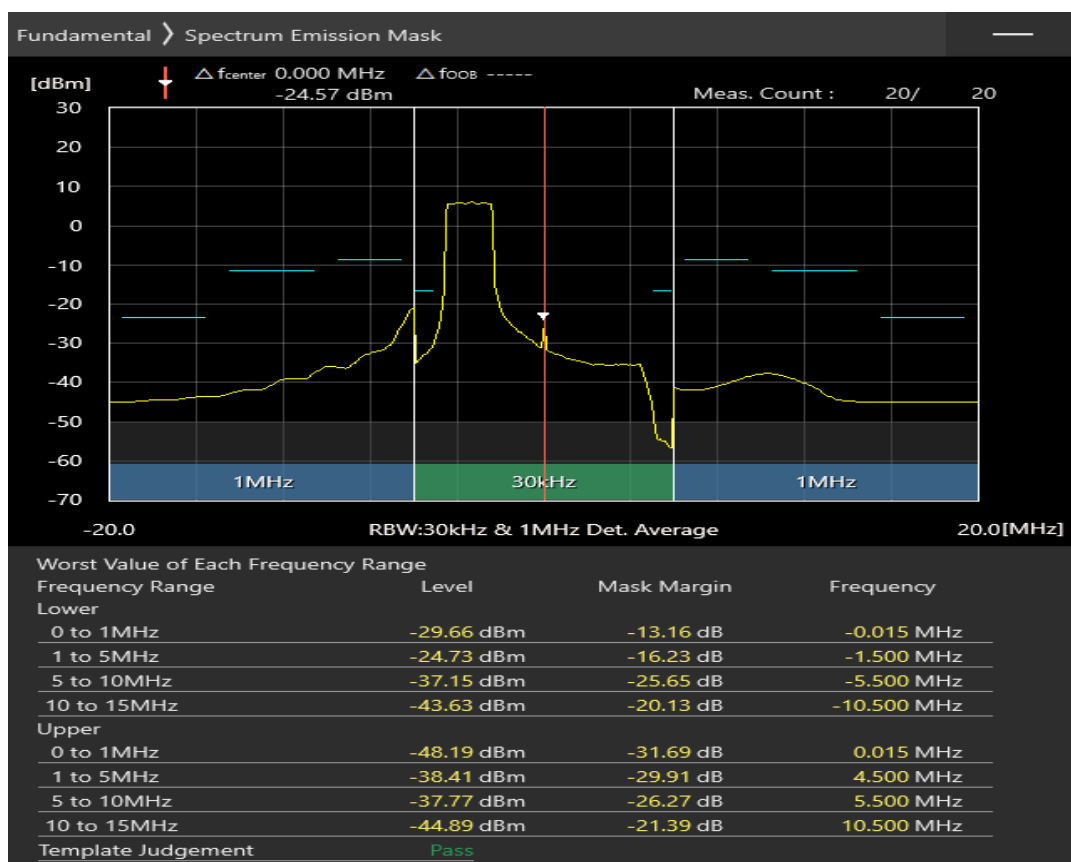 Fundamental ❯ Spectrum Emission Mask
[dBm] △ fcenter 0.000 MHz △ fOOB -----
-24.57 dBm Meas. Count : 20/ 20
30
20
10
0
-10
-20
-30
-40
-50
-60
1MHz 30kHz 1MHz
-70
-20.0 RBW:30kHz & 1MHz Det. Average 20.0[MHz]
Worst Value of Each Frequency Range
Frequency Range Level Mask Margin Frequency
Lower
0 to 1MHz -29.66 dBm -13.16 dB -0.015 MHz
1 to 5MHz -24.73 dBm -16.23 dB -1.500 MHz
5 to 10MHz -37.15 dBm -25.65 dB -5.500 MHz
10 to 15MHz -43.63 dBm -20.13 dB -10.500 MHz
Upper
0 to 1MHz -48.19 dBm -31.69 dB 0.015 MHz
1 to 5MHz -38.41 dBm -29.91 dB 4.500 MHz
5 to 10MHz -37.77 dBm -26.27 dB 5.500 MHz
10 to 15MHz -44.89 dBm -21.39 dB 10.500 MHz
Template Judgement Pass